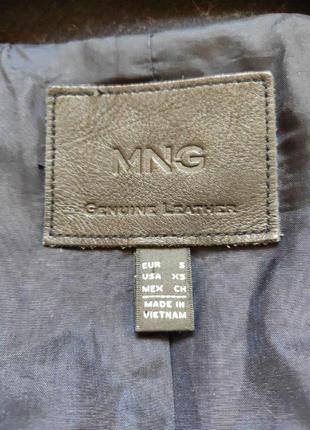 MNG
GENUINE LEATHER
EUR S
USA XS
MEX CH
MADE IN
VIETNAM